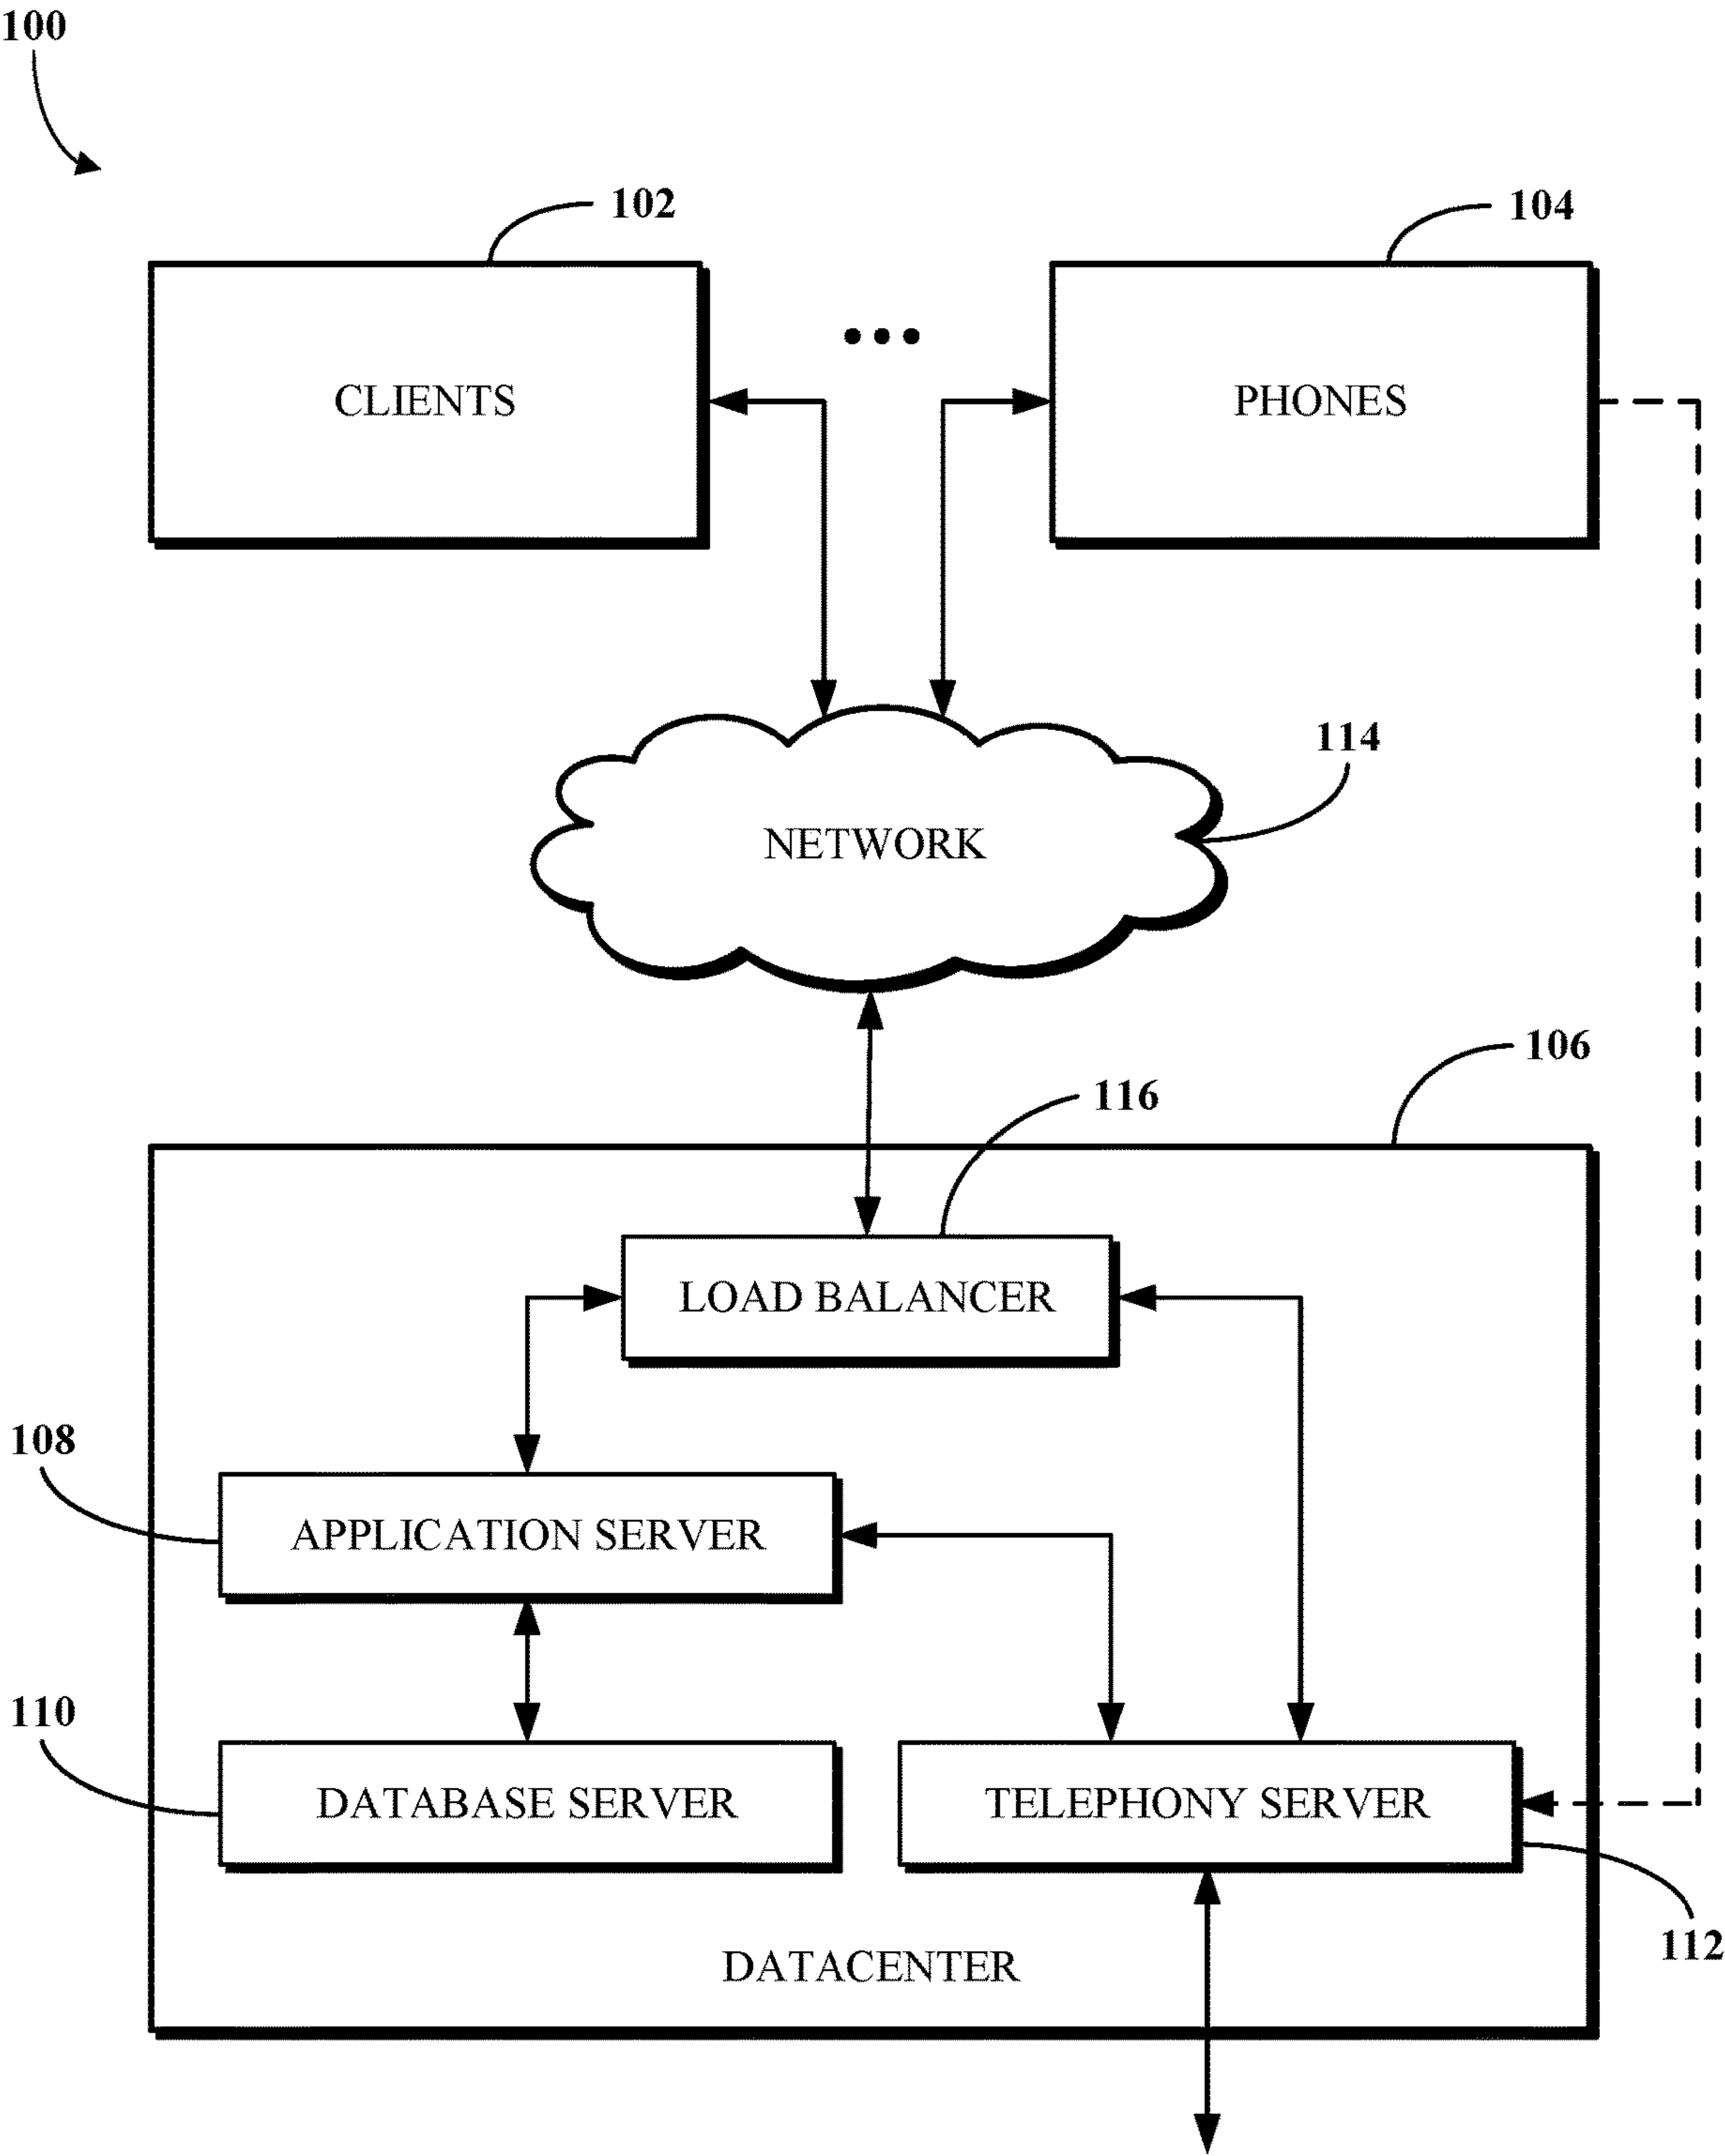 100
102
104
CLIENTS
PHONES
114
NETWORK
106
116
LOAD BALANCER
108
APPLICATION SERVER
110
DATABASE SERVER
TELEPHONY SERVER
112
DATACENTER